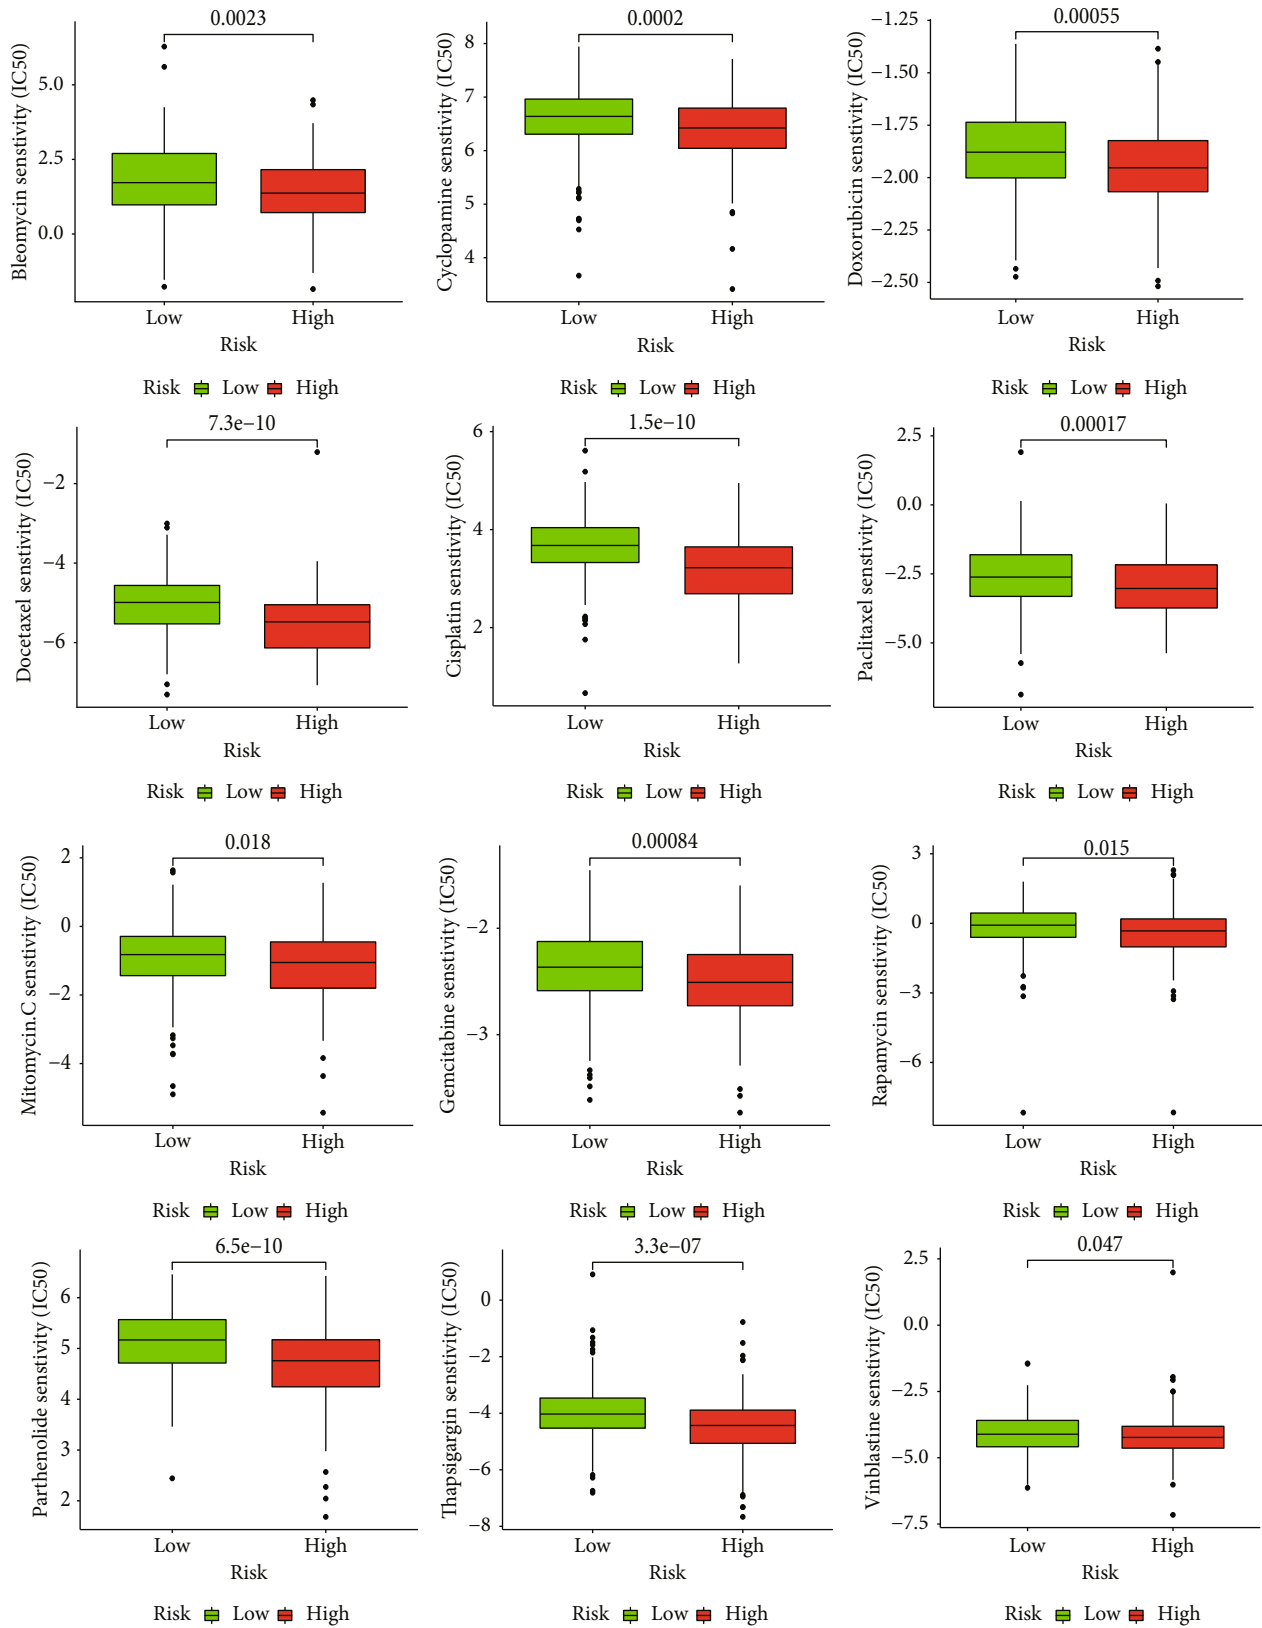 0.0023
Bleomycin senstivity (IC50)
5.0
2.5
0.0
Low High
Risk
Risk Low High
0.0002
Cyclopamine senstivity (IC50)
8
7
6
5
4
Low High
Risk
Risk Low High
0.00055
Doxorubicin senstivity (IC50)
−1.25
−1.50
−1.75
−2.00
−2.25
−2.50
Low High
Risk
Risk Low High
7.3e−10
Docetaxel senstivity (IC50)
−2
−4
−6
Low High
Risk
Risk Low High
1.5e−10
Cisplatin senstivity (IC50)
6
4
2
Low High
Risk
Risk Low High
0.00017
Paclitaxel senstivity (IC50)
2.5
0.0
−2.5
−5.0
Low High
Risk
Risk Low High
0.018
Mitomycin.C senstivity (IC50)
2
0
−2
−4
Low High
Risk
Risk Low High
0.00084
Gemcitabine senstivity (IC50)
−2
−3
Low High
Risk
Risk Low High
0.015
Rapamycin senstivity (IC50)
3
0
−3
−6
Low High
Risk
Risk Low High
6.5e−10
Parthenolide senstivity (IC50)
6
5
4
3
2
Low High
Risk
Risk Low High
3.3e−07
Thapsigargin senstivity (IC50)
0
−2
−4
−6
−8
Low High
Risk
Risk Low High
0.047
Vinblastine senstivity (IC50)
2.5
0.0
−2.5
−5.0
−7.5
Low High
Risk
Risk Low High